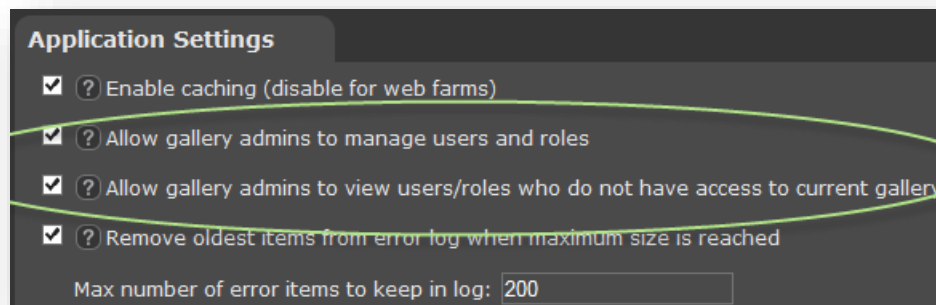 Application Settings
? Enable caching (disable for web farms)
? Allow gallery admins to manage users and roles
? Allow gallery admins to view users/roles who do not have access to current gallery
? Remove oldest items from error log when maximum size is reached
Max number of error items to keep in log: 200